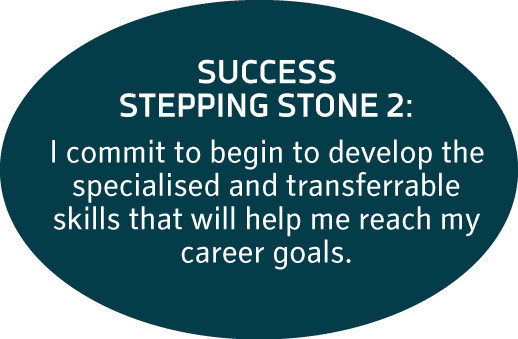 SUCCESS
STEPPING STONE 2:
I commit to begin to develop the
specialised and transferrable
skills that will help me reach my
career goals.